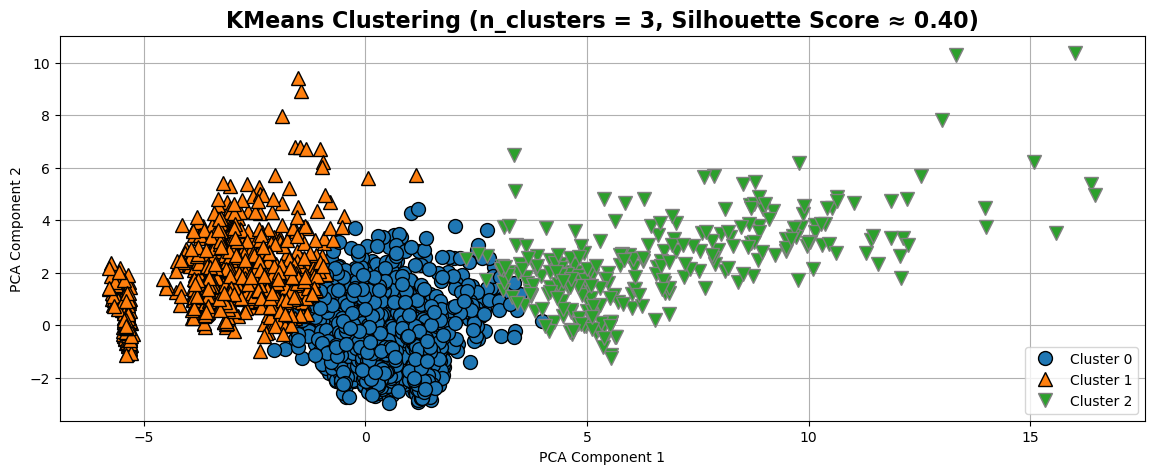 KMeans Clustering (n_clusters = 3, Silhouette Score ≈ 0.40)
PCA Component 2
10
8
6
4
2
0
−2
−5
0
5
10
15
PCA Component 1
Cluster 0
Cluster 1
Cluster 2